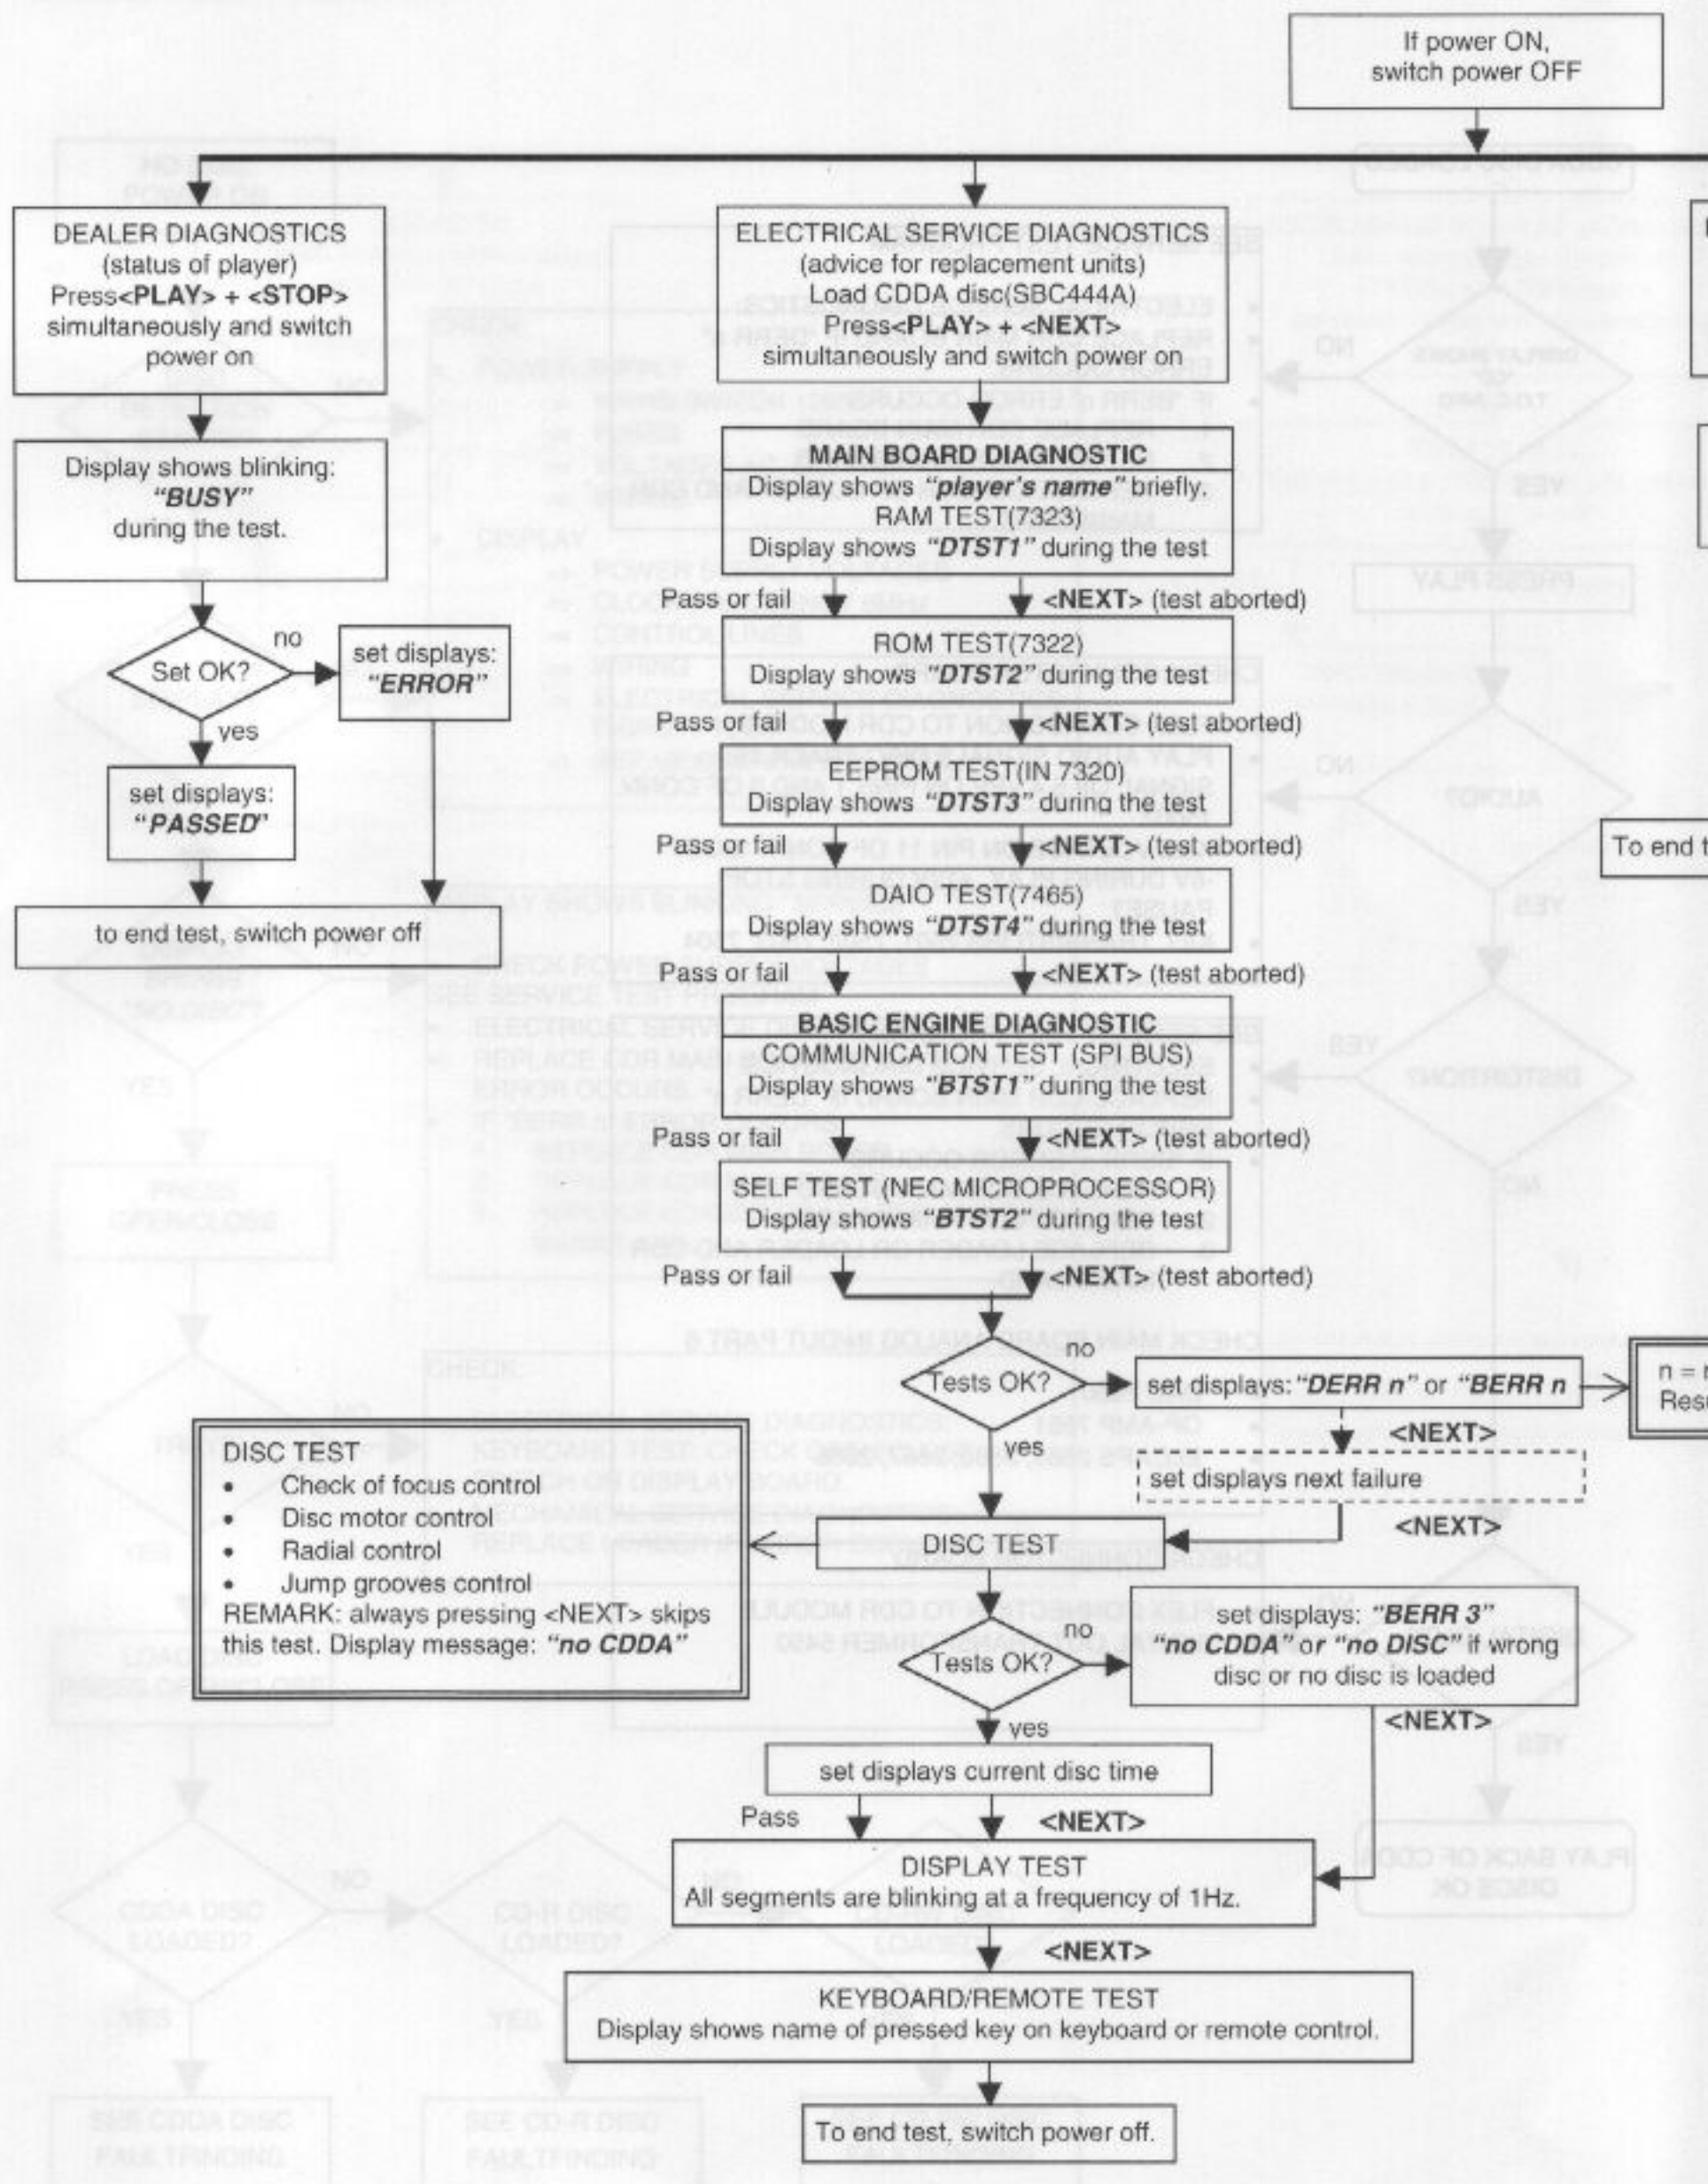 If power ON,
switch power OFF
DEALER DIAGNOSTICS
(status of player)
Press<PLAY> + <STOP>
simultaneously and switch
power on
Display shows blinking:
“BUSY”
during the test.
Set OK?
no
set displays:
“ERROR”
yes
set displays:
“PASSED”
to end test, switch power off
ELECTRICAL SERVICE DIAGNOSTICS
(advice for replacement units)
Load CDDA disc(SBC444A)
Press<PLAY> + <NEXT>
simultaneously and switch power on
MAIN BOARD DIAGNOSTIC
Display shows “player's name” briefly.
RAM TEST(7323)
Display shows “DTST1” during the test
Pass or fail
<NEXT> (test aborted)
ROM TEST(7322)
Display shows “DTST2” during the test
Pass or fail
<NEXT> (test aborted)
EEPROM TEST(IN 7320)
Display shows “DTST3” during the test
Pass or fail
<NEXT> (test aborted)
DAIO TEST(7465)
Display shows “DTST4” during the test
Pass or fail
<NEXT> (test aborted)
BASIC ENGINE DIAGNOSTIC
COMMUNICATION TEST (SPI BUS)
Display shows “BTST1” during the test
Pass or fail
<NEXT> (test aborted)
SELF TEST (NEC MICROPROCESSOR)
Display shows “BTST2” during the test
Pass or fail
<NEXT> (test aborted)
Tests OK?
no
set displays: “DERR n” or “BERR n
n =
<NEXT>
yes
set displays next failure
<NEXT>
DISC TEST
DISC TEST
• Check of focus control
• Disc motor control
• Radial control
• Jump grooves control
REMARK: always pressing <NEXT> skips
this test. Display message: “no CDDA”
Tests OK?
no
set displays: “BERR 3”
“no CDDA” or “no DISC” if wrong
disc or no disc is loaded
<NEXT>
yes
set displays current disc time
Pass
<NEXT>
DISPLAY TEST
All segments are blinking at a frequency of 1Hz.
<NEXT>
KEYBOARD/REMOTE TEST
Display shows name of pressed key on keyboard or remote control.
To end test, switch power off.
To end